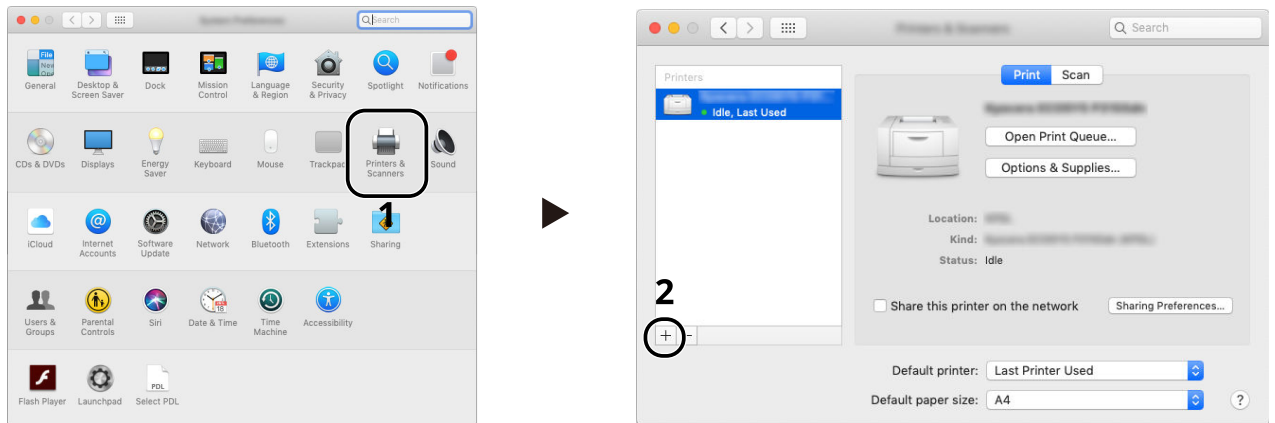 Search
File
New
Ope
General
Desktop &
Screen Saver
Dock
Mission
Control
Language
& Region
Security
& Privacy
Spotlight
Notifications
CDs & DVDs
Displays
Energy
Saver
Keyboard
Mouse
Trackpad
Printers &
Scanners
Sound
1
iCloud
Internet
Accounts
Software
Update
Network
Bluetooth
Extensions
Sharing
Users &
Groups
Parental
Controls
Siri
Date & Time
Time
Machine
Accessibility
Flash Player
Launchpad
PDL
Select PDL
Search
Printers
Idle, Last Used
2
+ -
Print Scan
Open Print Queue...
Options & Supplies...
Location:
Kind:
Status: Idle
Share this printer on the network
Sharing Preferences...
Default printer: Last Printer Used
Default paper size: A4
?